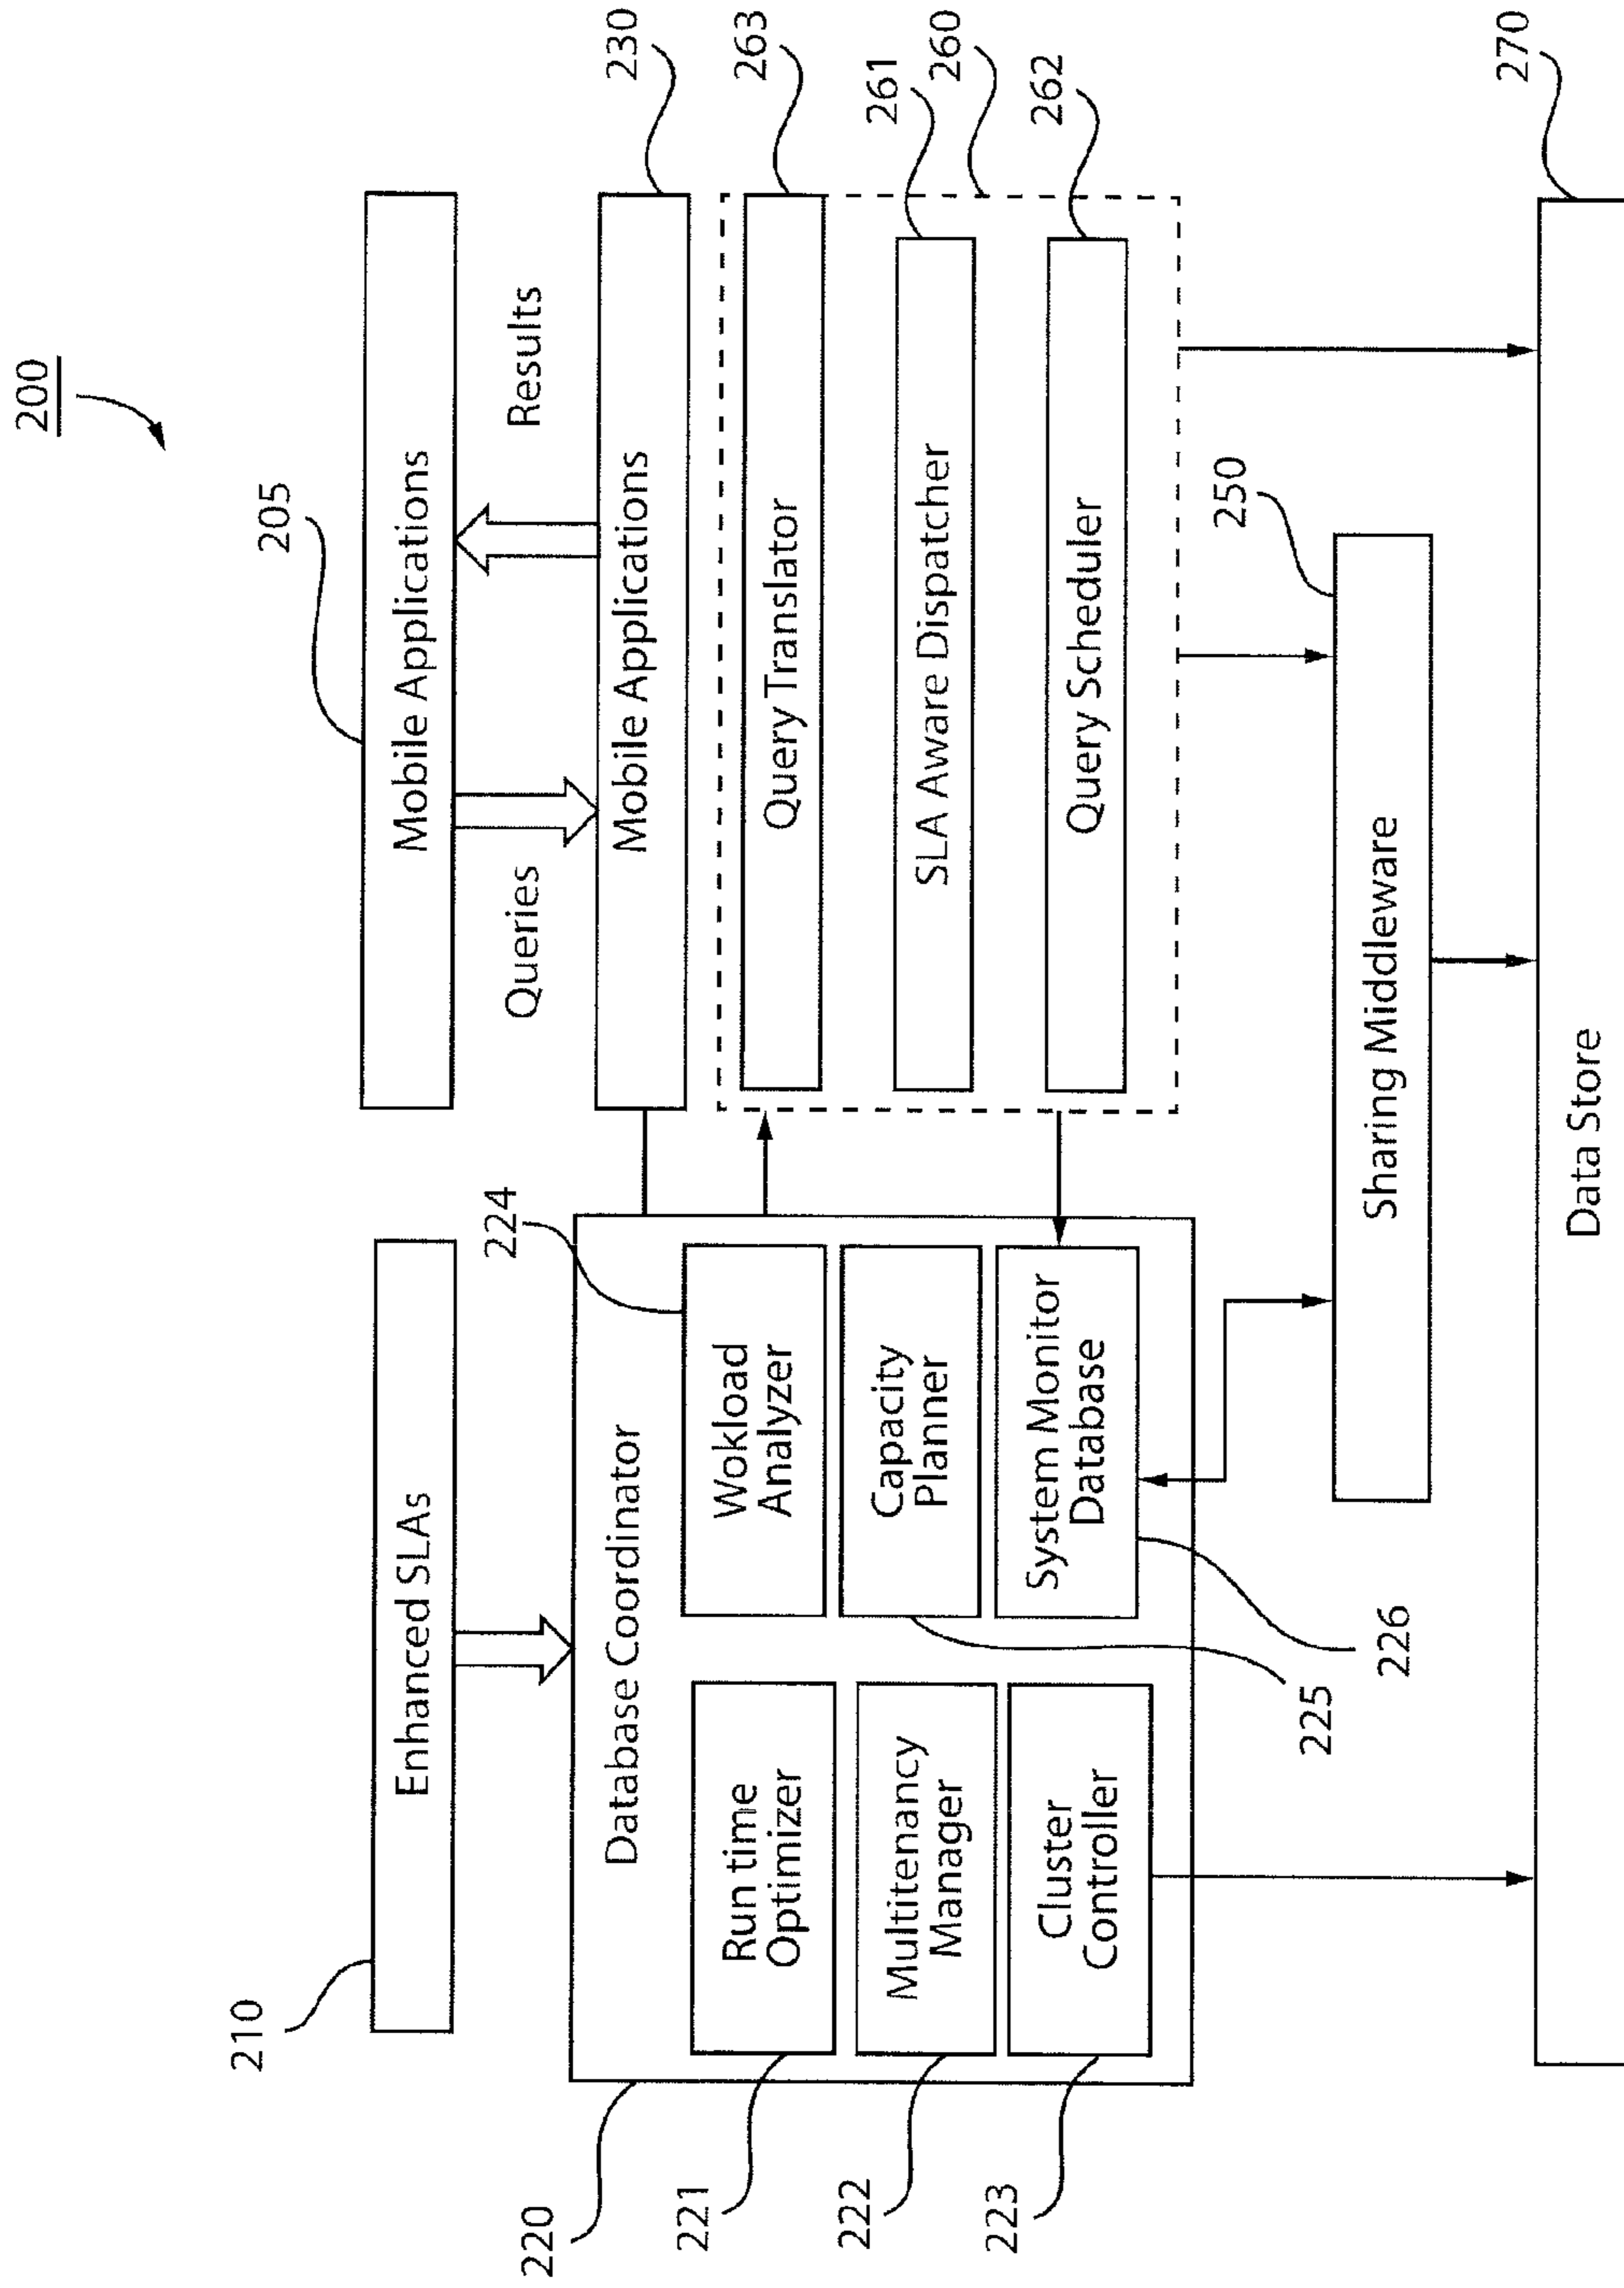 200
205
210
Mobile Applications
Enhanced SLAs
Queries
Results
224
230
Mobile Applications
220
Database Coordinator
263
Query Translator
221
Run time
Optimizer
Wokload
Analyzer
261
SLA Aware Dispatcher
260
222
Multitenancy
Manager
Capacity
Planner
262
Query Scheduler
223
Cluster
Controller
System Monitor
Database
250
225
226
Sharing Middleware
270
Data Store